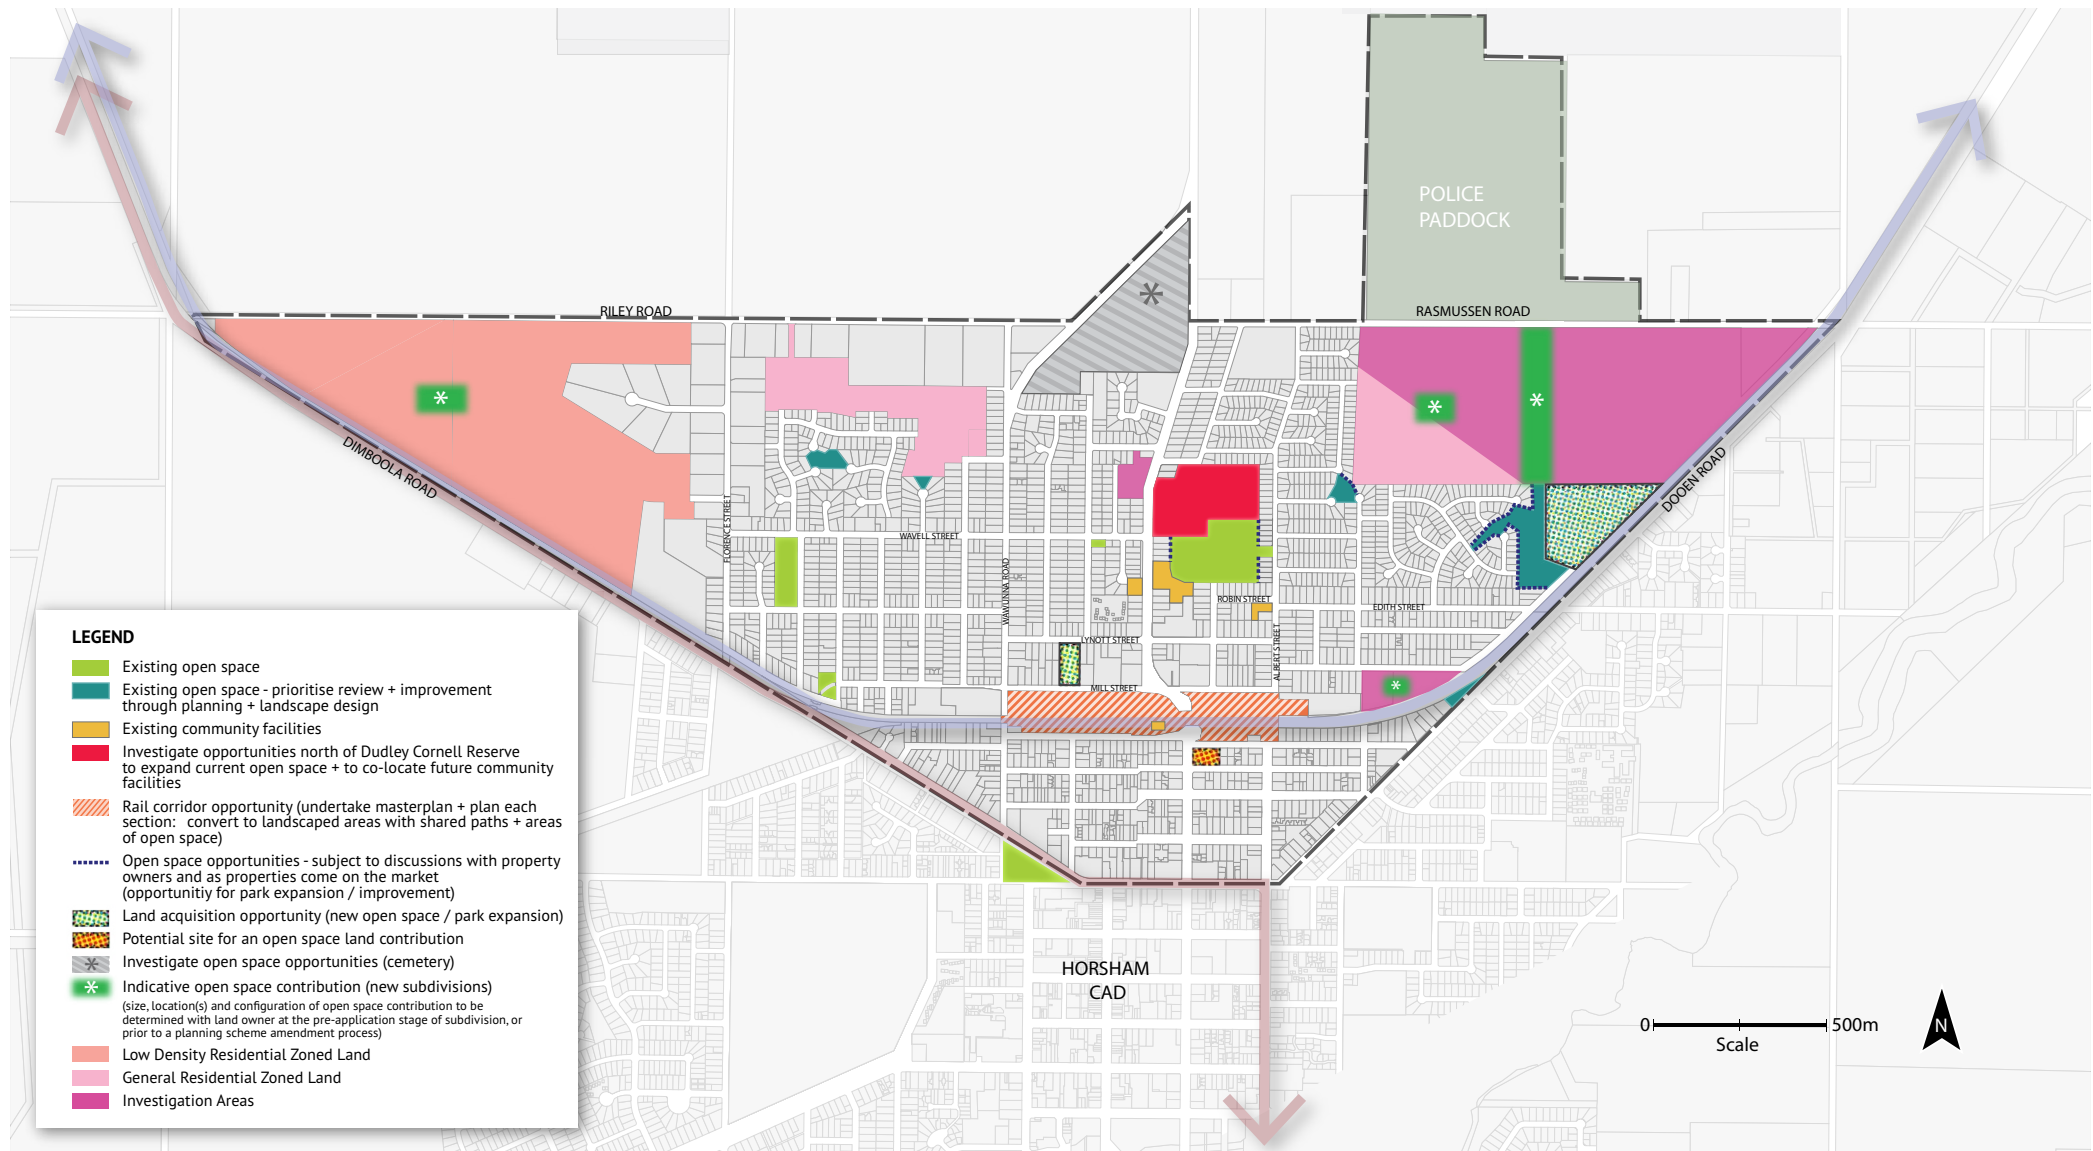 POLICE
PADDOCK
RILEY ROAD
RASMUSSEN ROAD
DIMBOOLA ROAD
DOOEN ROAD
FLORENCE STREET
WAVELL STREET
WAWUNNA ROAD
ROBIN STREET
EDITH STREET
LYNOTT STREET
ALBERT STREET
MILL STREET
HORSHAM
CAD
LEGEND
Existing open space
Existing open space - prioritise review + improvement
through planning + landscape design
Existing community facilities
Investigate opportunities north of Dudley Cornell Reserve
to expand current open space + to co-locate future community
facilities
Rail corridor opportunity (undertake masterplan + plan each
section: convert to landscaped areas with shared paths + areas
of open space)
Open space opportunities - subject to discussions with property
owners and as properties come on the market
(opportunitiy for park expansion / improvement)
Land acquisition opportunity (new open space / park expansion)
Potential site for an open space land contribution
Investigate open space opportunities (cemetery)
Indicative open space contribution (new subdivisions)
(size, location(s) and configuration of open space contribution to be
determined with land owner at the pre-application stage of subdivision, or
prior to a planning scheme amendment process)
Low Density Residential Zoned Land
General Residential Zoned Land
Investigation Areas
0 500m
Scale
N